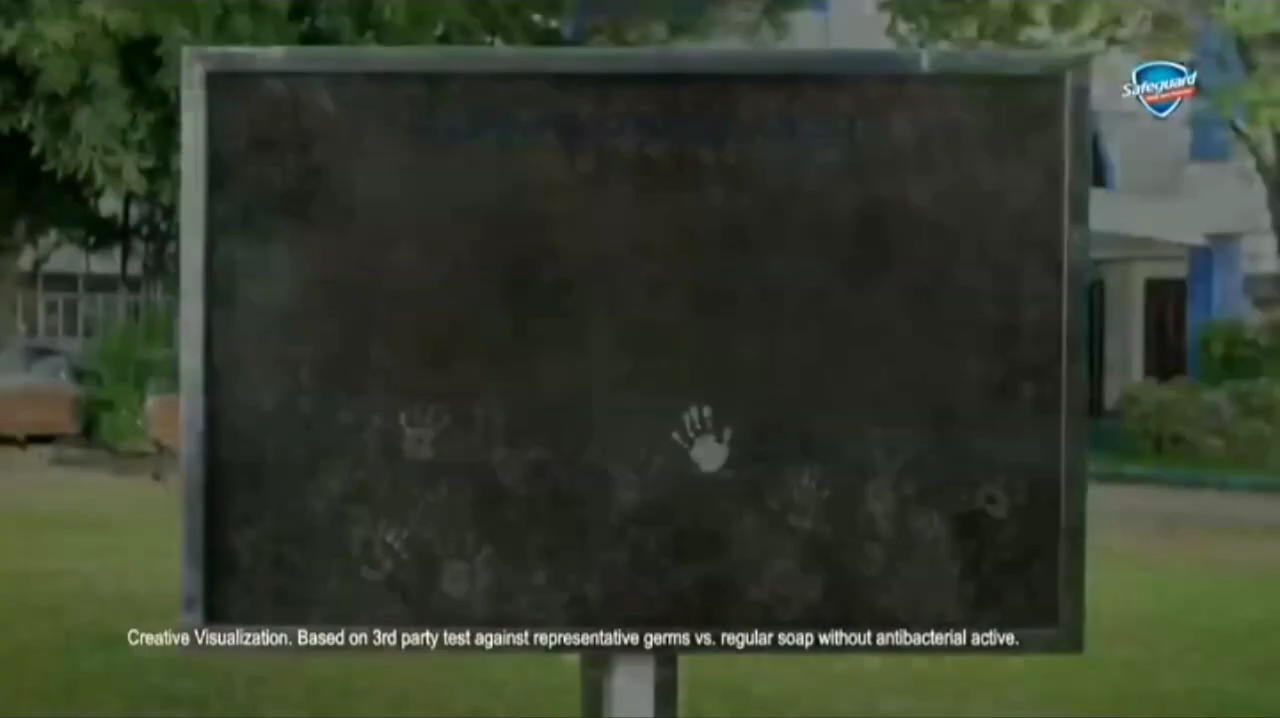 Safeguard
Creative Visualization. Based on 3rd party test against representative germs vs. regular soap without antibacterial active.